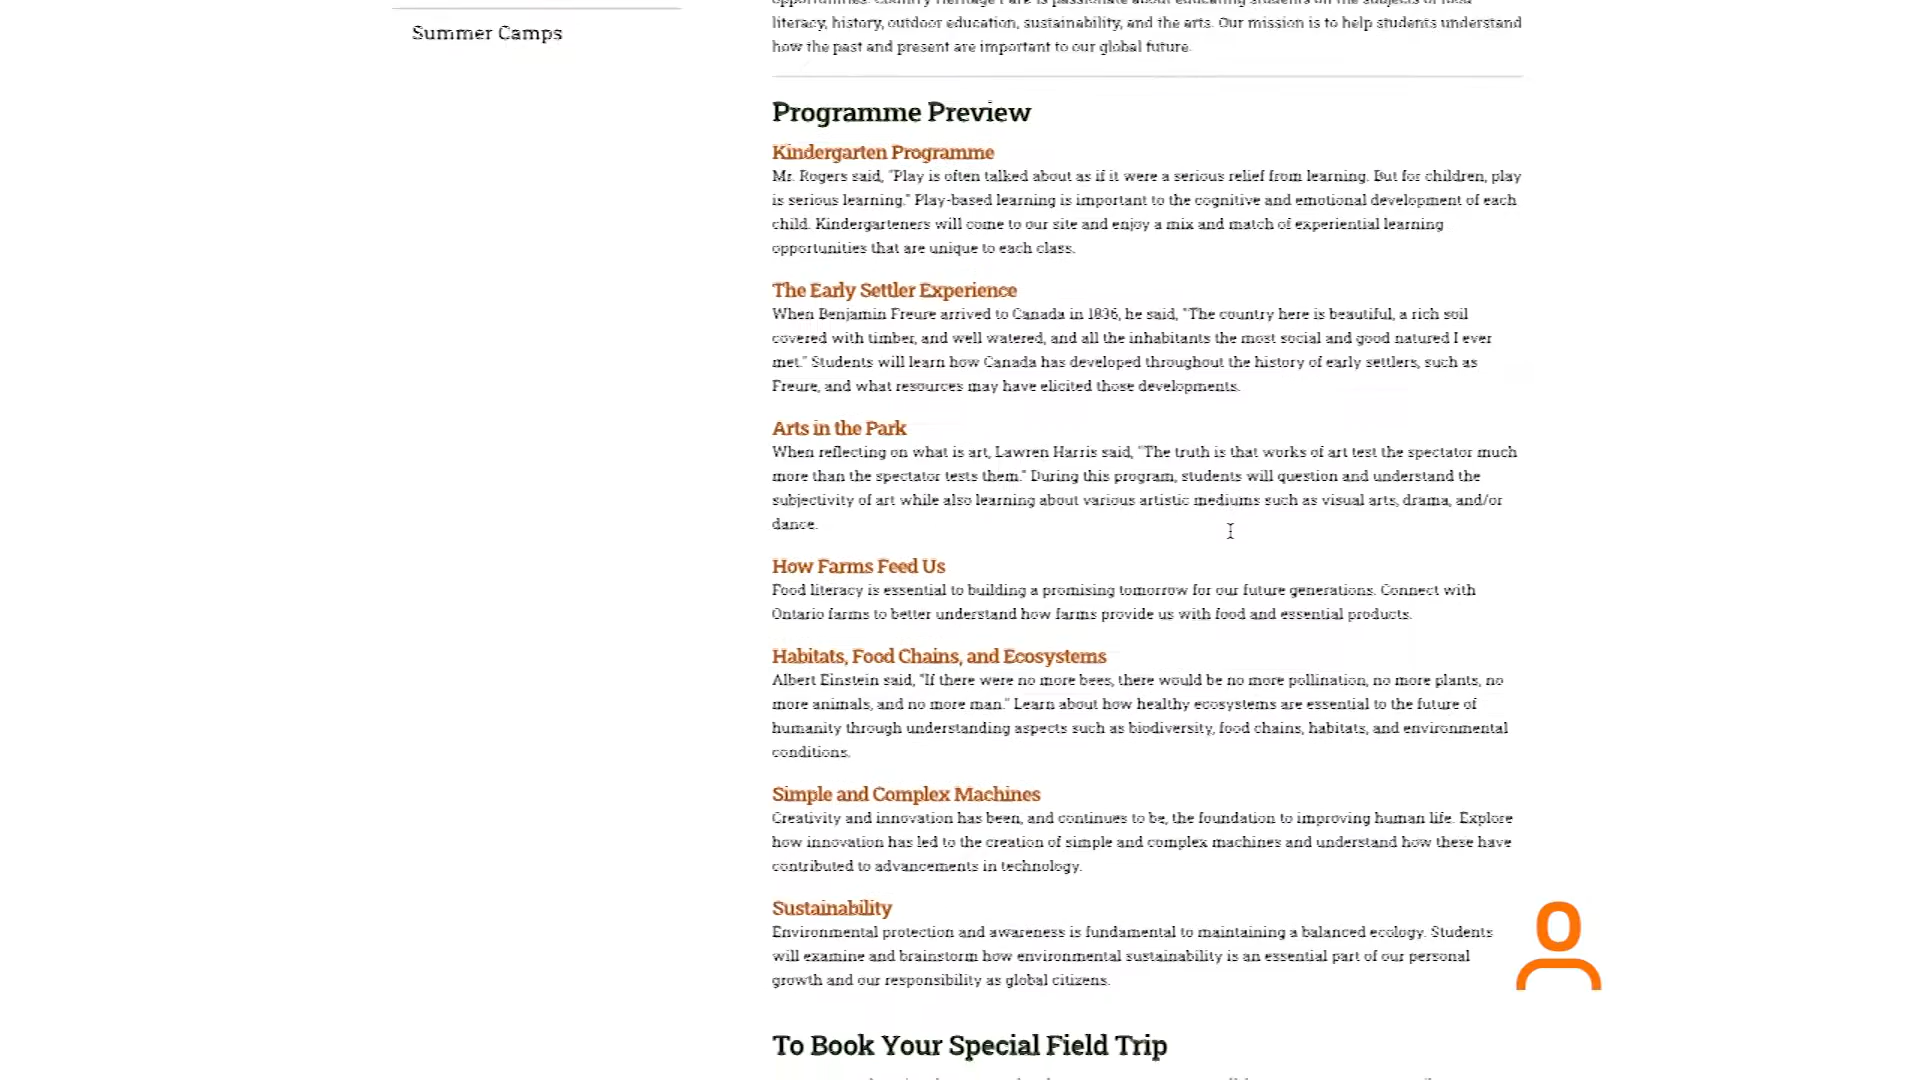 Summer Camps
literacy, history, outdoor education, sustainability, and the arts. Our mission is to help students understand
how the past and present are important to our global future.
Programme Preview
Kindergarten Programme
Mr. Rogers said, "Play is often talked about as if it were a serious relief from learning. But for children, play
is serious learning." Play-based learning is important to the cognitive and emotional development of each
child. Kindergarteners will come to our site and enjoy a mix and match of experiential learning
opportunities that are unique to each class.
The Early Settler Experience
When Benjamin Freure arrived to Canada in 1836, he said, "The country here is beautiful, a rich soil
covered with timber, and well watered, and all the inhabitants the most social and good natured I ever
met." Students will learn how Canada has developed throughout the history of early settlers, such as
Freure, and what resources may have elicited those developments.
Arts in the Park
When reflecting on what is art, Lawren Harris said, "The truth is that works of art test the spectator much
more than the spectator tests them." During this program, students will question and understand the
subjectivity of art while also learning about various artistic mediums such as visual arts, drama, and/or
dance.
How Farms Feed Us
Food literacy is essential to building a promising tomorrow for our future generations. Connect with
Ontario farms to better understand how farms provide us with food and essential products.
Habitats, Food Chains, and Ecosystems
Albert Einstein said, "If there were no more bees, there would be no more pollination, no more plants, no
more animals, and no more man." Learn about how healthy ecosystems are essential to the future of
humanity through understanding aspects such as biodiversity, food chains, habitats, and environmental
conditions.
Simple and Complex Machines
Creativity and innovation has been, and continues to be, the foundation to improving human life. Explore
how innovation has led to the creation of simple and complex machines and understand how these have
contributed to advancements in technology.
Sustainability
Environmental protection and awareness is fundamental to maintaining a balanced ecology. Students
will examine and brainstorm how environmental sustainability is an essential part of our personal
growth and our responsibility as global citizens.
To Book Your Special Field Trip